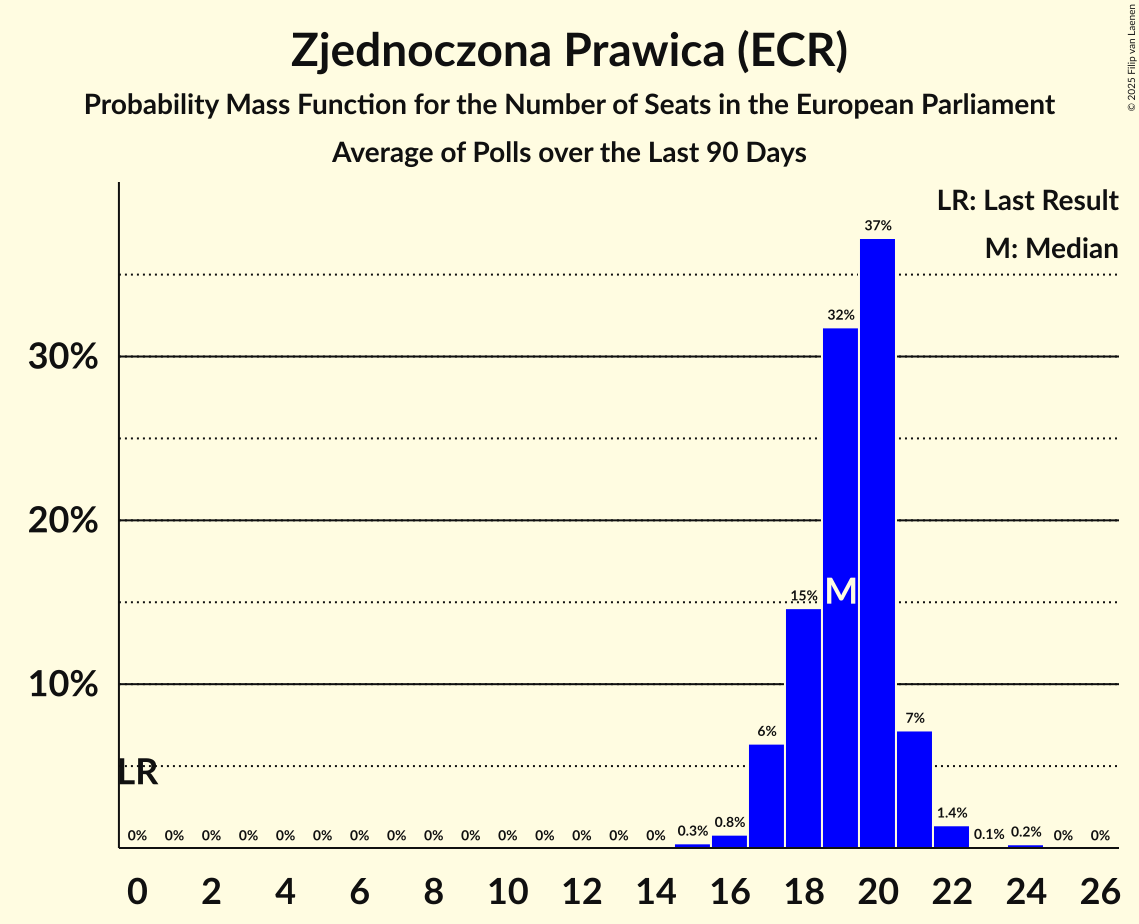 Zjednoczona Prawica (ECR)
Probability Mass Function for the Number of Seats in the European Parliament
Average of Polls over the Last 90 Days
© 2025 Filip van Laenen
LR: Last Result
M: Median
37%
32%
30%
20%
15%
M
10%
7%
6%
LR
1.4%
0% 0% 0% 0% 0% 0% 0% 0% 0% 0% 0% 0% 0% 0% 0% 0.3% 0.8% 0.1% 0.2% 0% 0%
0 2 4 6 8 10 12 14 16 18 20 22 24 26